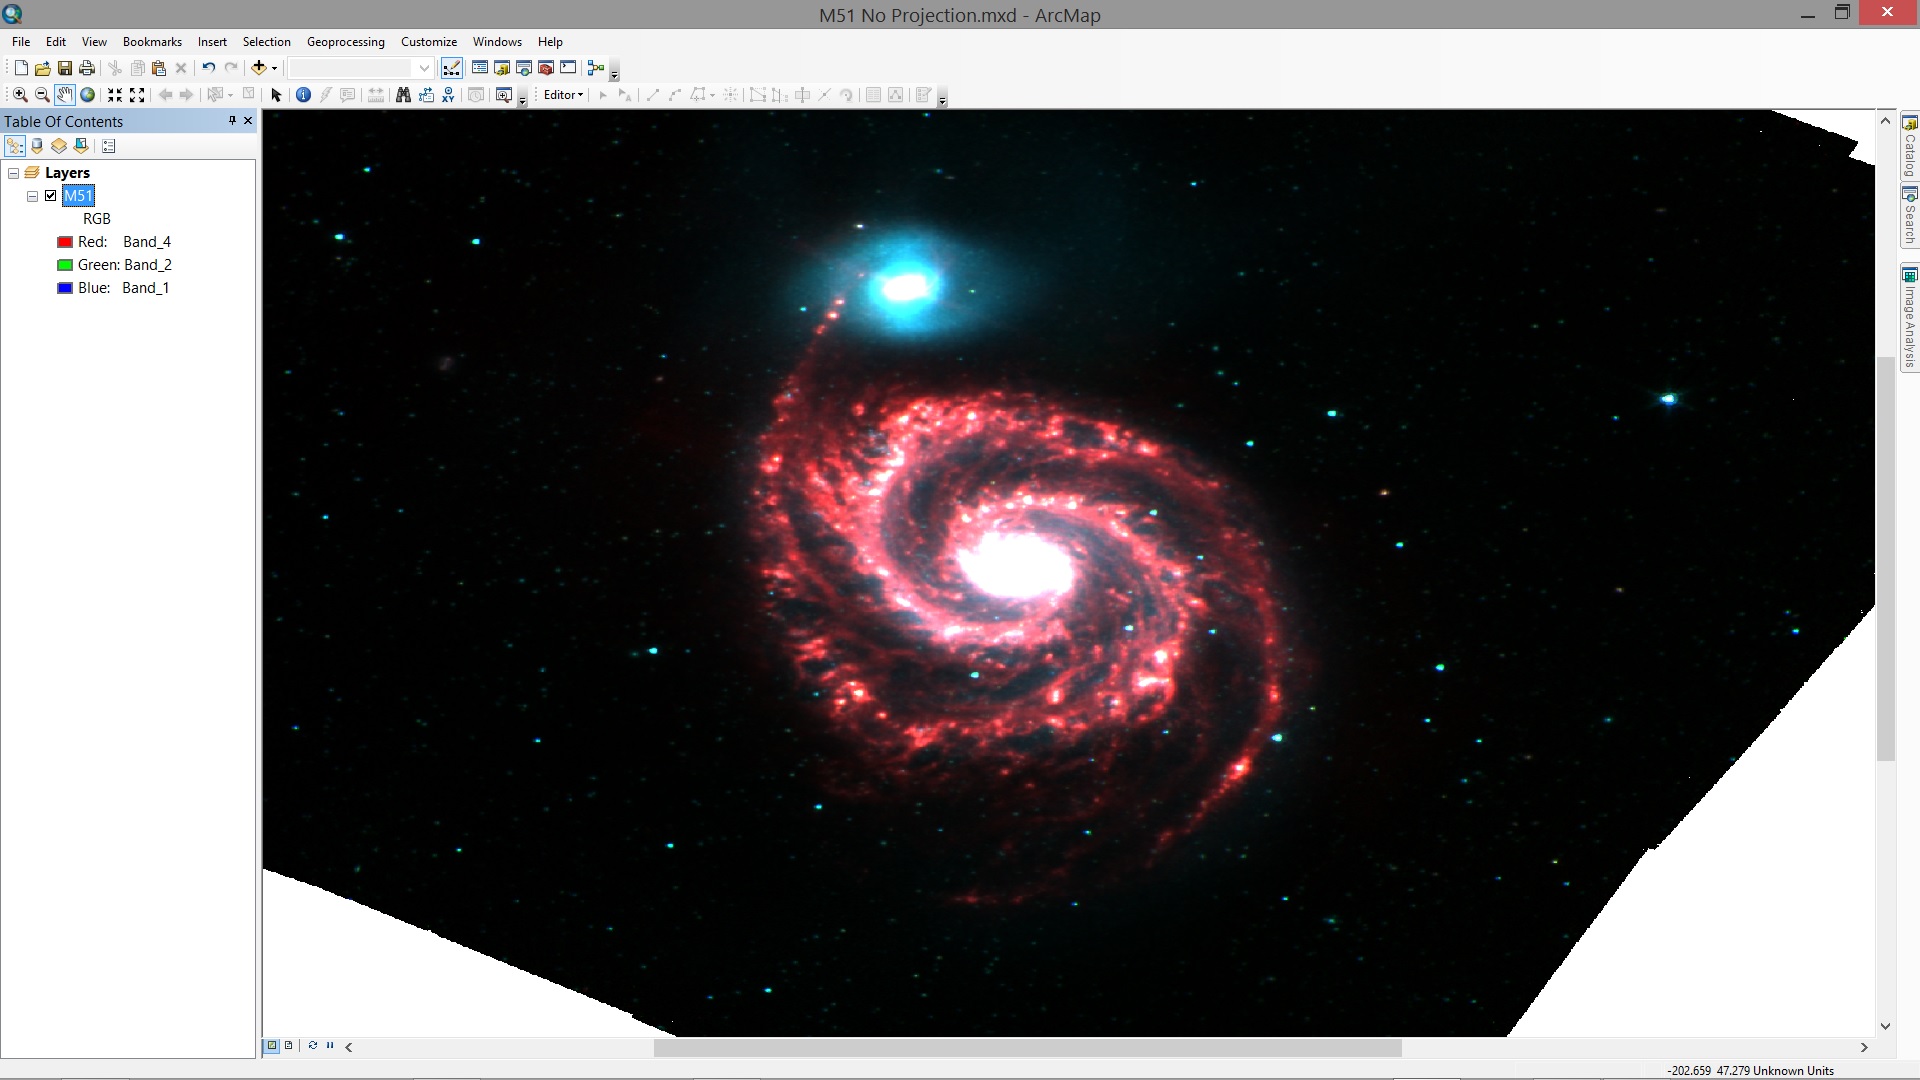 M51 No Projection.mxd - ArcMap
File Edit View Bookmarks Insert Selection Geoprocessing Customize Windows Help
Editor
Table Of Contents
Layers
M51
RGB
Red: Band_4
Green: Band_2
Blue: Band_1
Catalog
Search
Image Analysis
-202.659 47.279 Unknown Units